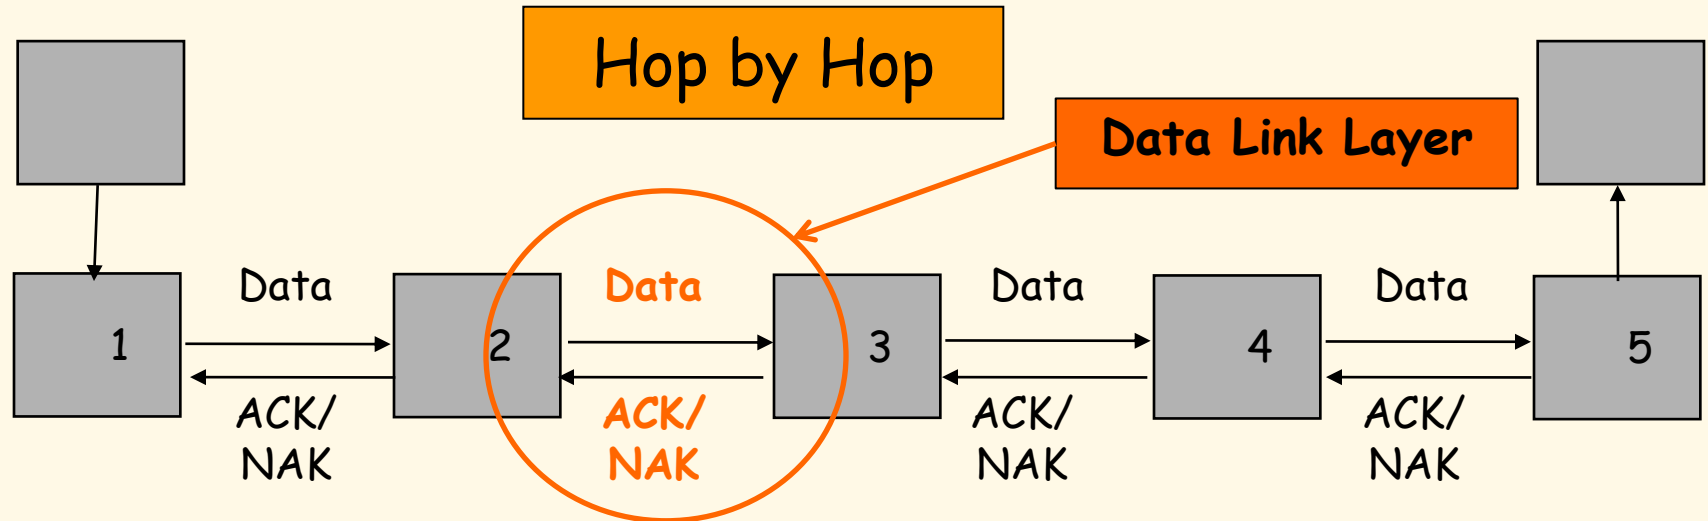 Hop by Hop
Data Link Layer
Data
Data
Data
Data
1
2
3
4
5
ACK/
NAK
ACK/
NAK
ACK/
NAK
ACK/
NAK